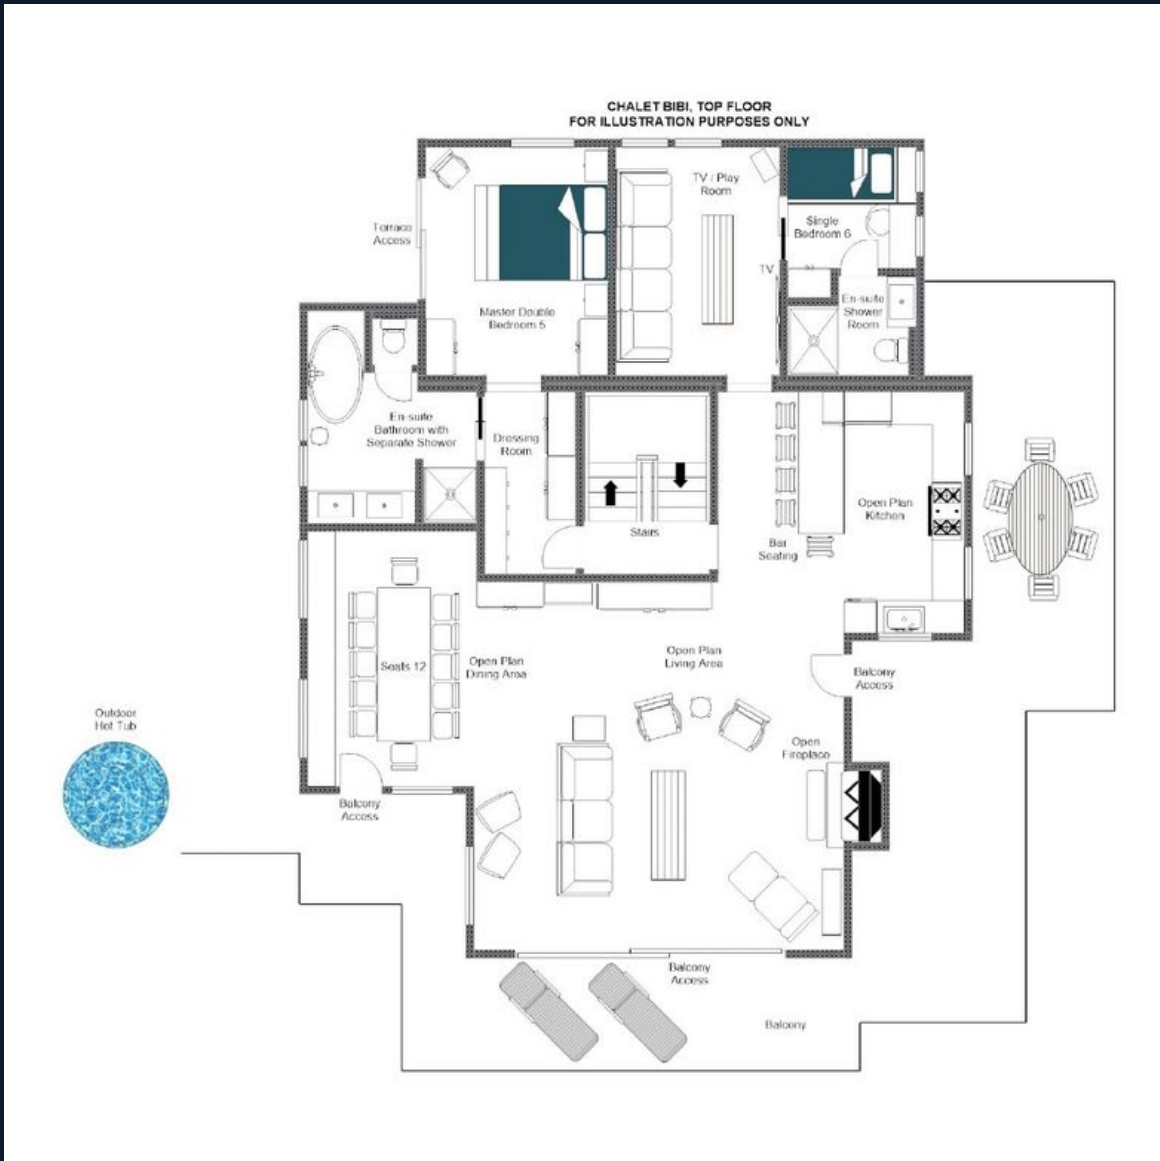 CHALET BIBI, TOP FLOOR
FOR ILLUSTRATION PURPOSES ONLY
TV / Play
Room
Single
Bedroom 6
Terrace
Access
TV
Master Double
Bedroom 5
En-suite
Shower
Room
En-suite
Bathroom with
Separate Shower
Dressing
Room
Open Plan
Kitchen
Stairs
Bar
Seating
Seats 12
Open Plan
Dining Area
Open Plan
Living Area
Balcony
Access
Outdoor
Hot Tub
Open
Fireplace
Balcony
Access
Balcony
Access
Balcony